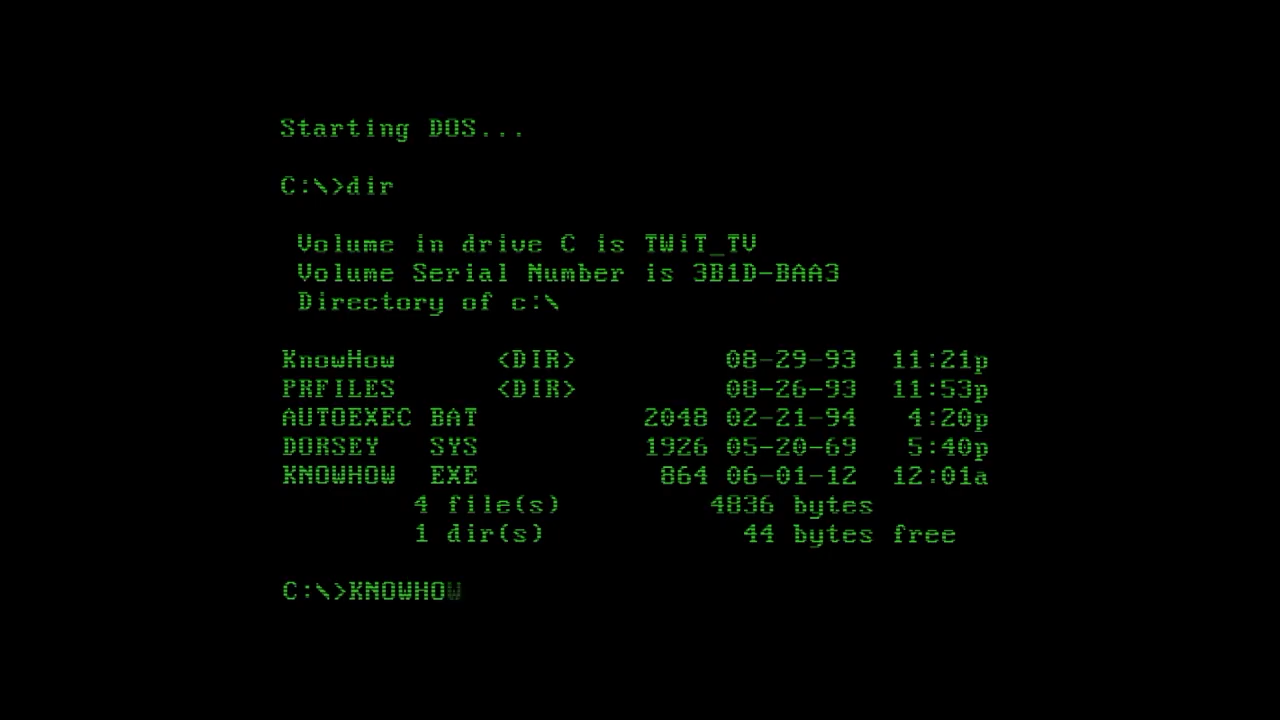 Starting DOS...
C:\>dir
Volume in drive C is TWiT_TV
Volume Serial Number is 3B1D-BAA3
Directory of c:\
KnowHow <DIR> 08-29-93 11:21p
PRFILES <DIR> 08-26-93 11:53p
AUTOEXEC BAT 2048 02-21-94 4:20p
DORSEY SYS 1926 05-20-69 5:40p
KNOWHOW EXE 864 06-01-12 12:01a
4 file(s) 4836 bytes
1 dir(s) 44 bytes free
C:\>KNOWHOW